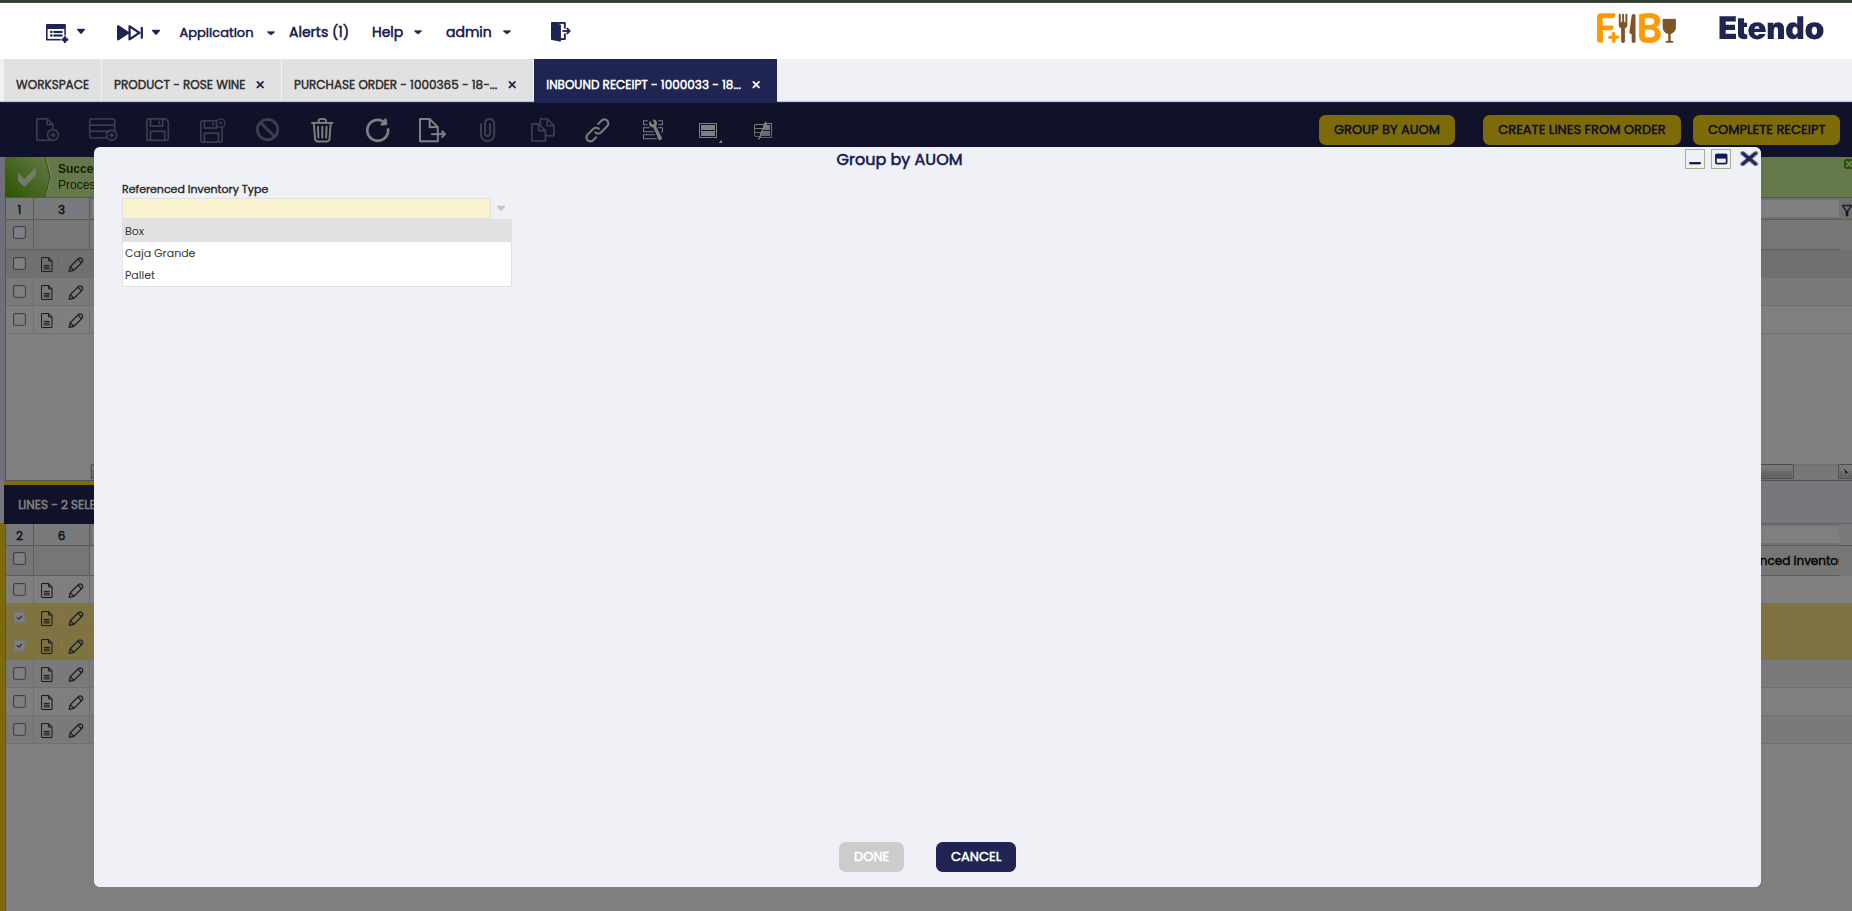 Application
Alerts (1)
Help
admin
F+B
Etendo
WORKSPACE
PRODUCT - ROSE WINE
PURCHASE ORDER - 1000365 - 18-...
INBOUND RECEIPT - 1000033 - 18...
GROUP BY AUOM
CREATE LINES FROM ORDER
COMPLETE RECEIPT
Succe
Proces
Group by AUOM
Referenced Inventory Type
Box
Caja Grande
Pallet
1 3
LINES - 2 SELE
2 6
nced Inventor
DONE
CANCEL